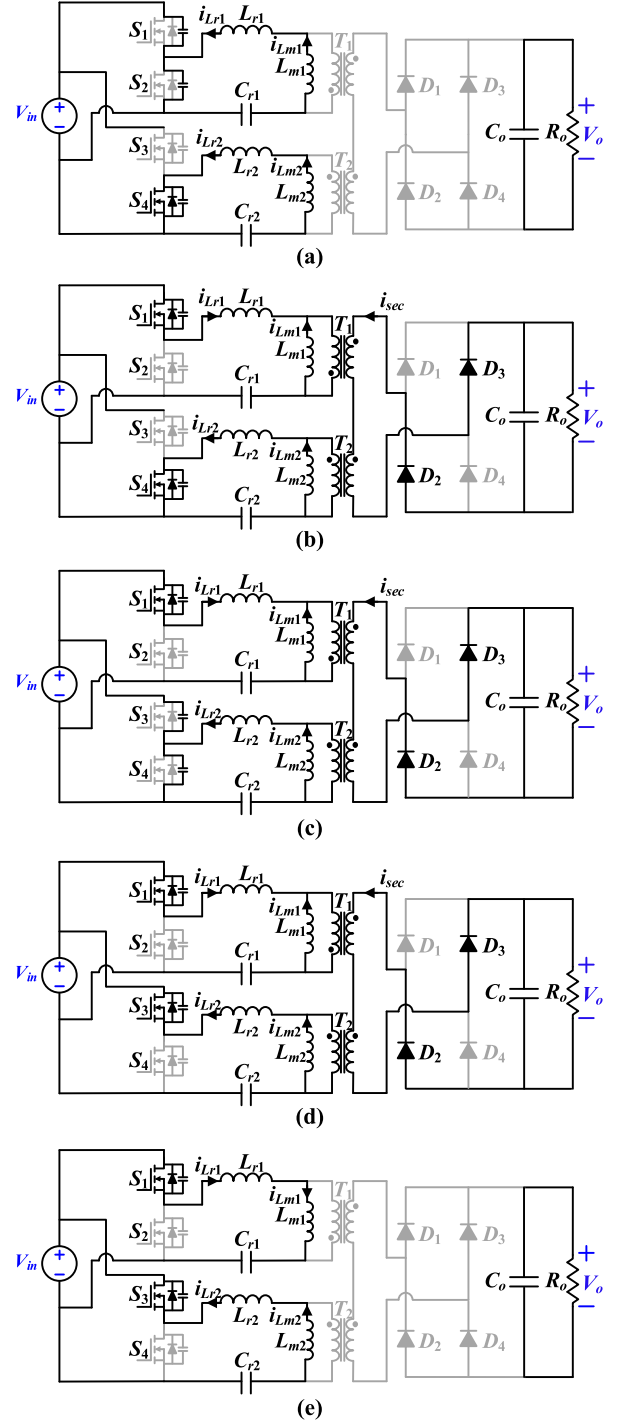 S1 iLr1 Lr1 iLm1 Lm1 T1
S2 Cr1 D1 D3
Vin + −
S3 iLr2 Lr2 iLm2 Lm2 T2 Co Ro + Vo −
S4 Cr2 D2 D4
(a)
S1 iLr1 Lr1 iLm1 Lm1 T1 isec
S2 Cr1 D1 D3
Vin + −
S3 iLr2 Lr2 iLm2 Lm2 T2 Co Ro + Vo −
S4 Cr2 D2 D4
(b)
S1 iLr1 Lr1 iLm1 Lm1 T1 isec
S2 Cr1 D1 D3
Vin + −
S3 iLr2 Lr2 iLm2 Lm2 T2 Co Ro + Vo −
S4 Cr2 D2 D4
(c)
S1 iLr1 Lr1 iLm1 Lm1 T1 isec
S2 Cr1 D1 D3
Vin + −
S3 iLr2 Lr2 iLm2 Lm2 T2 Co Ro + Vo −
S4 Cr2 D2 D4
(d)
S1 iLr1 Lr1 iLm1 Lm1 T1
S2 Cr1 D1 D3
Vin + −
S3 iLr2 Lr2 iLm2 Lm2 T2 Co Ro + Vo −
S4 Cr2 D2 D4
(e)